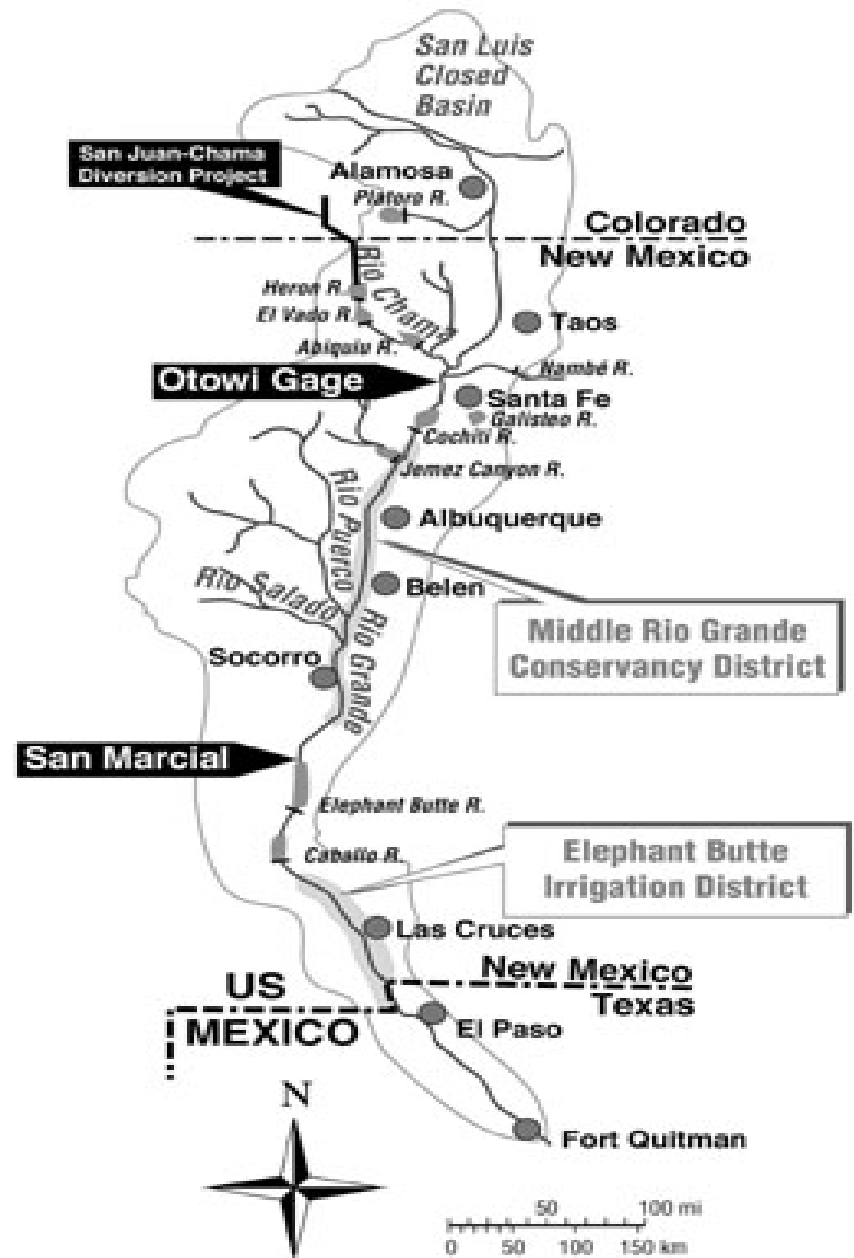 San Luis
Closed
Basin
San Juan-Chama
Diversion Project
Alamosa
Platoro R.
Colorado
New Mexico
Rio Chama
Heron R.
El Vado R.
Abiquiu R.
Taos
Nambé R.
Otowi Gage
Santa Fe
Galisteo R.
Cochiti R.
Jemez Canyon R.
Rio Puerco
Albuquerque
Rio Salado
Belen
Middle Rio Grande
Conservancy District
Rio Grande
Socorro
San Marcial
Elephant Butte R.
Caballo R.
Elephant Butte
Irrigation District
Las Cruces
New Mexico
Texas
US
MEXICO
El Paso
N
Fort Quitman
50 100 mi
0 50 100 150 km